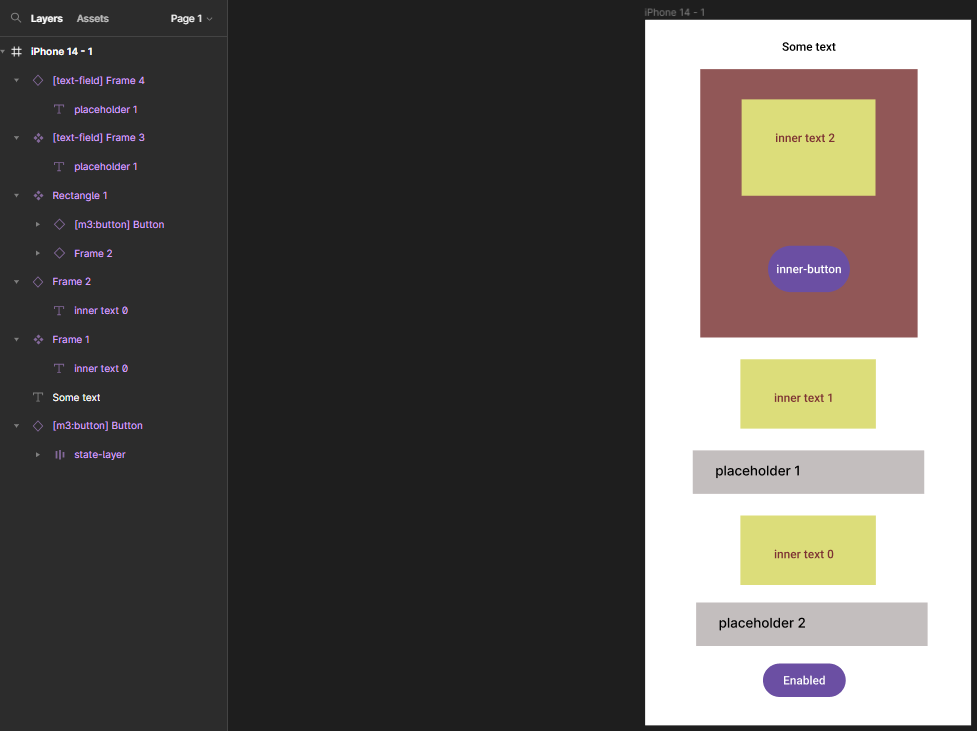 Layers Assets Page 1
iPhone 14 - 1
[text-field] Frame 4
placeholder 1
[text-field] Frame 3
placeholder 1
Rectangle 1
[m3:button] Button
Frame 2
Frame 2
inner text 0
Frame 1
inner text 0
Some text
[m3:button] Button
state-layer
iPhone 14 - 1
Some text
inner text 2
inner-button
inner text 1
placeholder 1
inner text 0
placeholder 2
Enabled